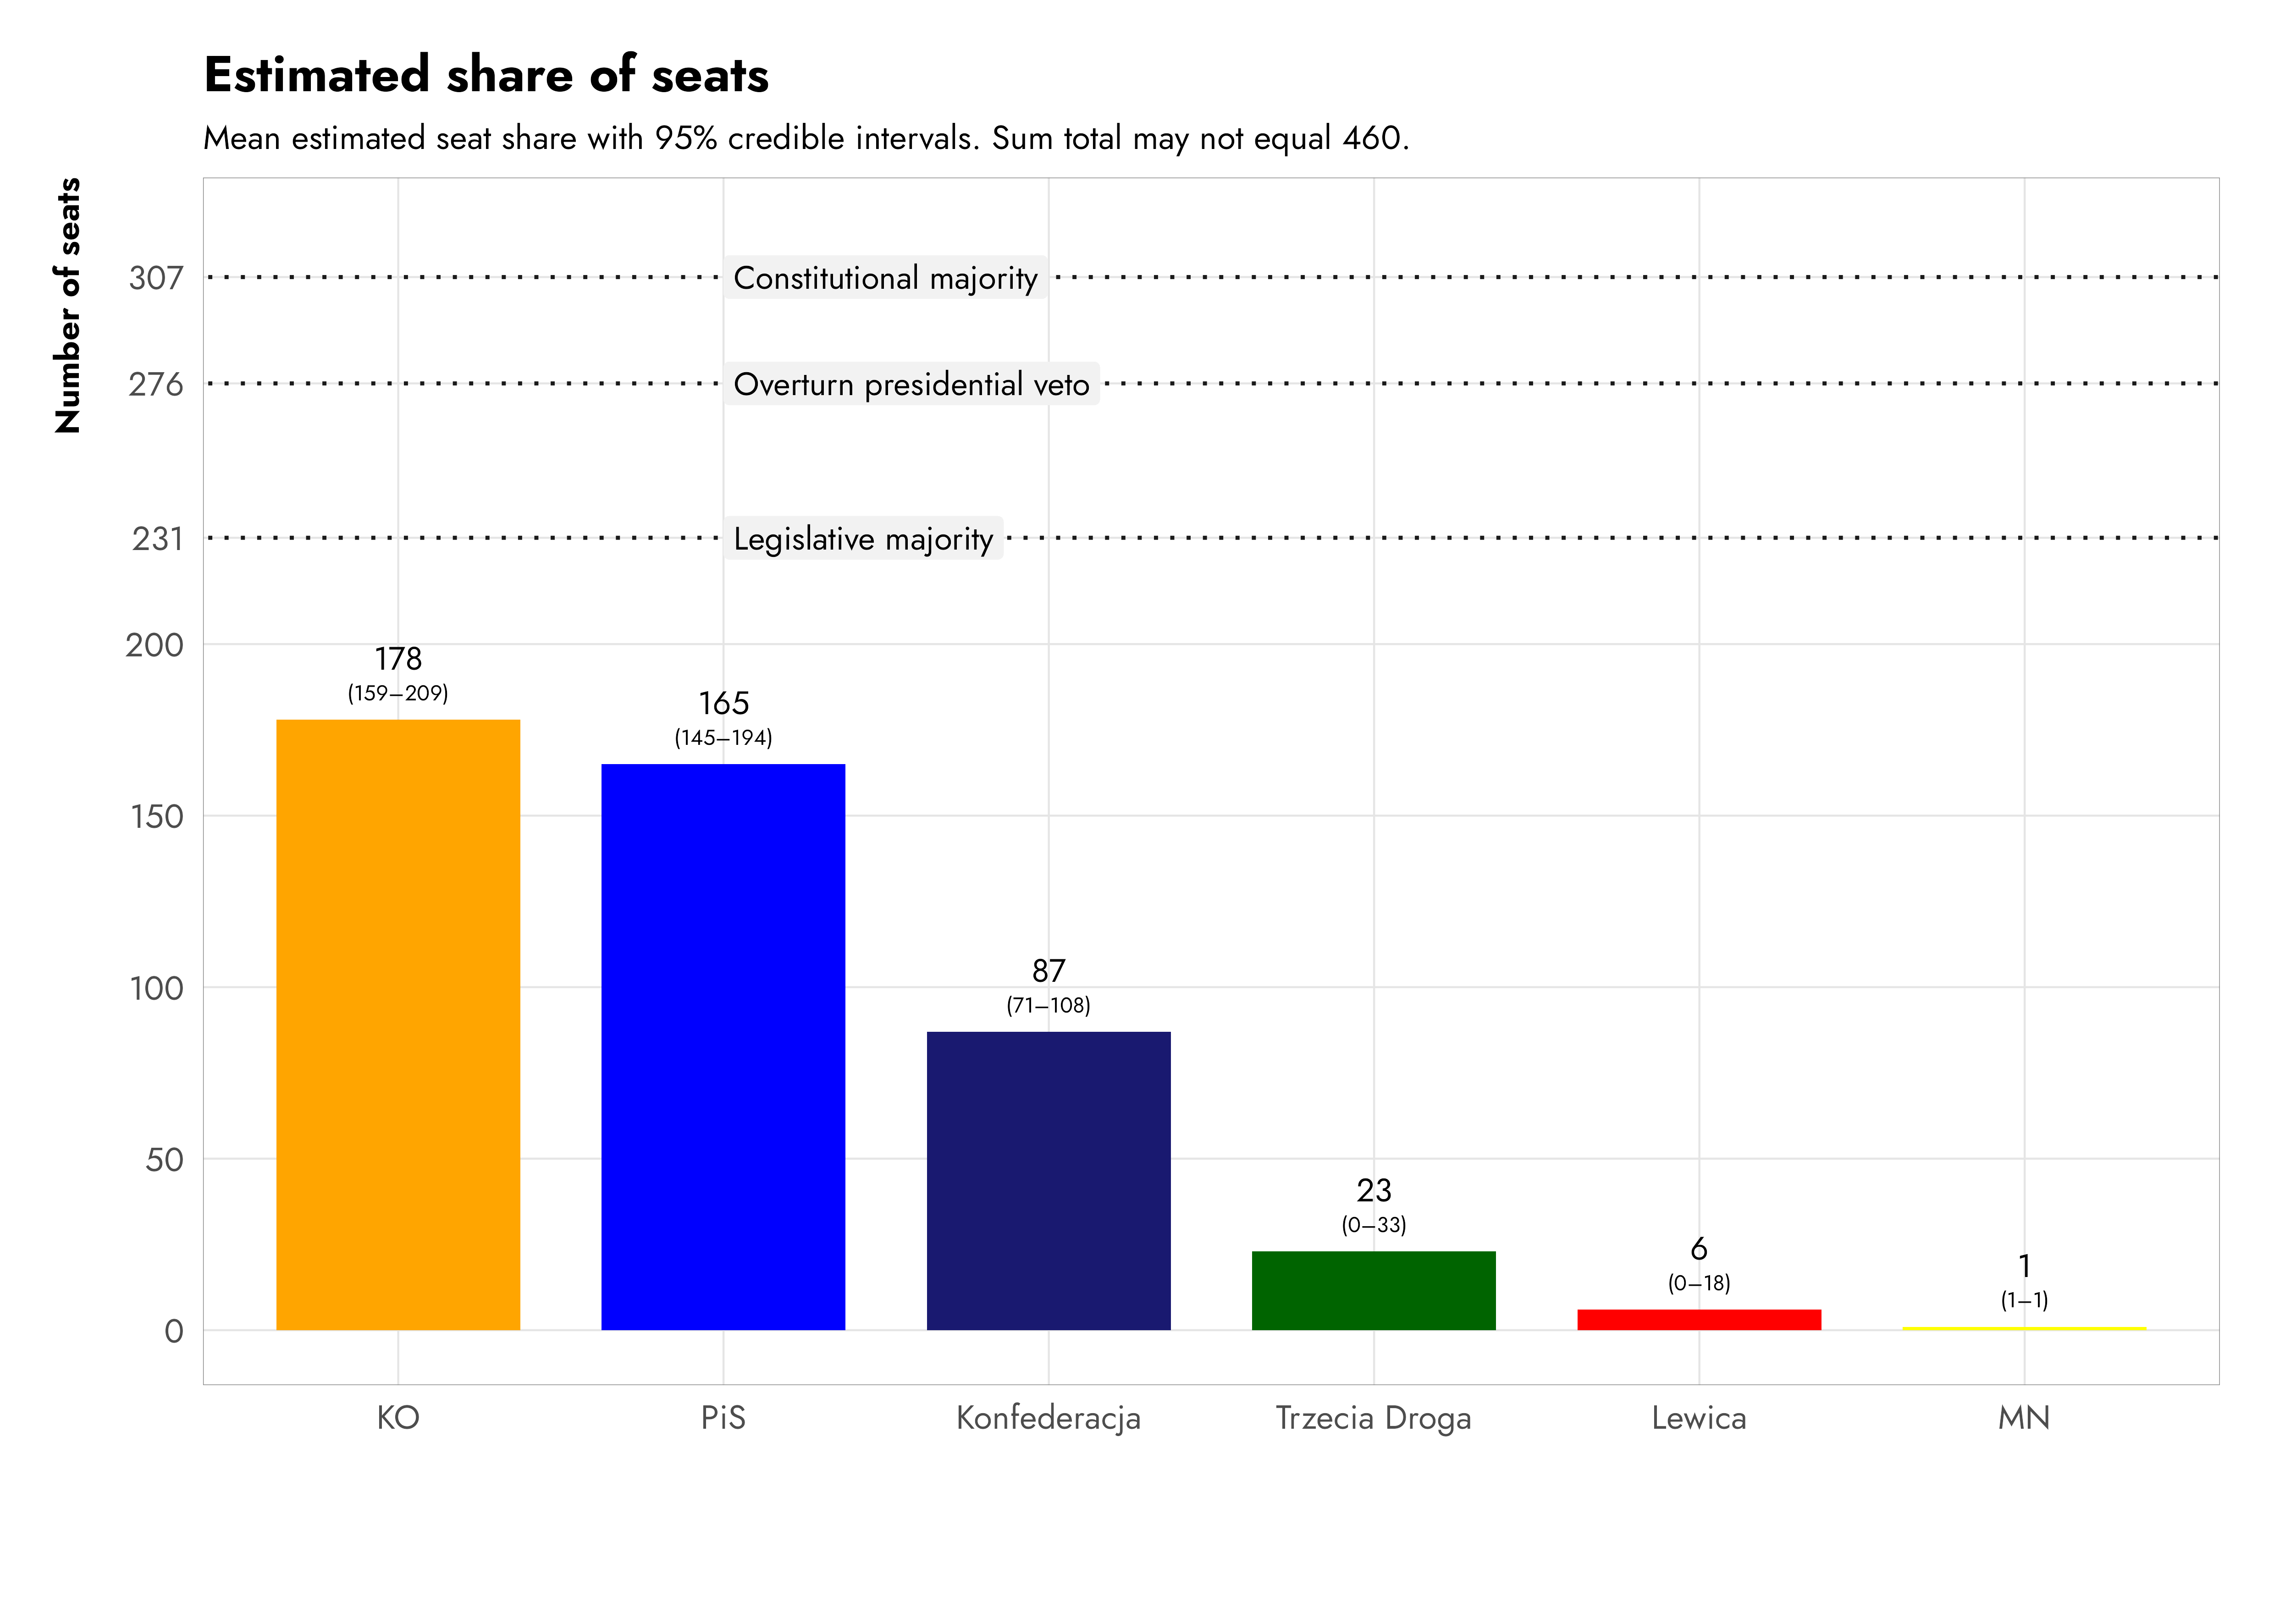 Estimated share of seats
Mean estimated seat share with 95% credible intervals. Sum total may not equal 460.
Number of seats
307
Constitutional majority
276
Overturn presidential veto
231
Legislative majority
200
150
100
50
0
178
(159–209)
165
(145–194)
87
(71–108)
23
(0–33)
6
(0–18)
1
(1–1)
KO
PiS
Konfederacja
Trzecia Droga
Lewica
MN